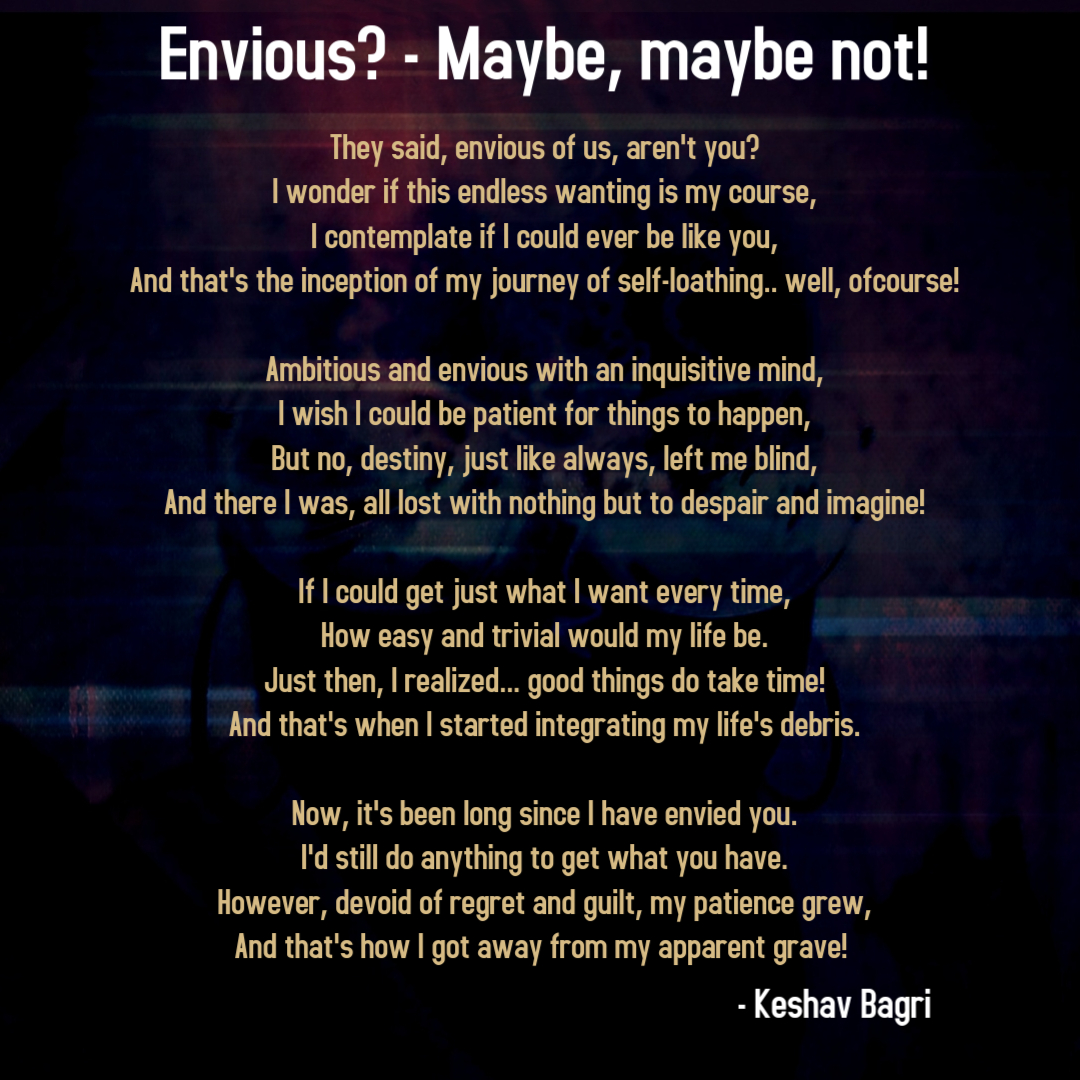 Envious? - Maybe, maybe not!
They said, envious of us, aren't you?
I wonder if this endless wanting is my course,
I contemplate if I could ever be like you,
And that's the inception of my journey of self-loathing.. well, ofcourse!
Ambitious and envious with an inquisitive mind,
I wish I could be patient for things to happen,
But no, destiny, just like always, left me blind,
And there I was, all lost with nothing but to despair and imagine!
If I could get just what I want every time,
How easy and trivial would my life be.
Just then, I realized... good things do take time!
And that's when I started integrating my life's debris.
Now, it's been long since I have envied you.
I'd still do anything to get what you have.
However, devoid of regret and guilt, my patience grew,
And that's how I got away from my apparent grave!
- Keshav Bagri